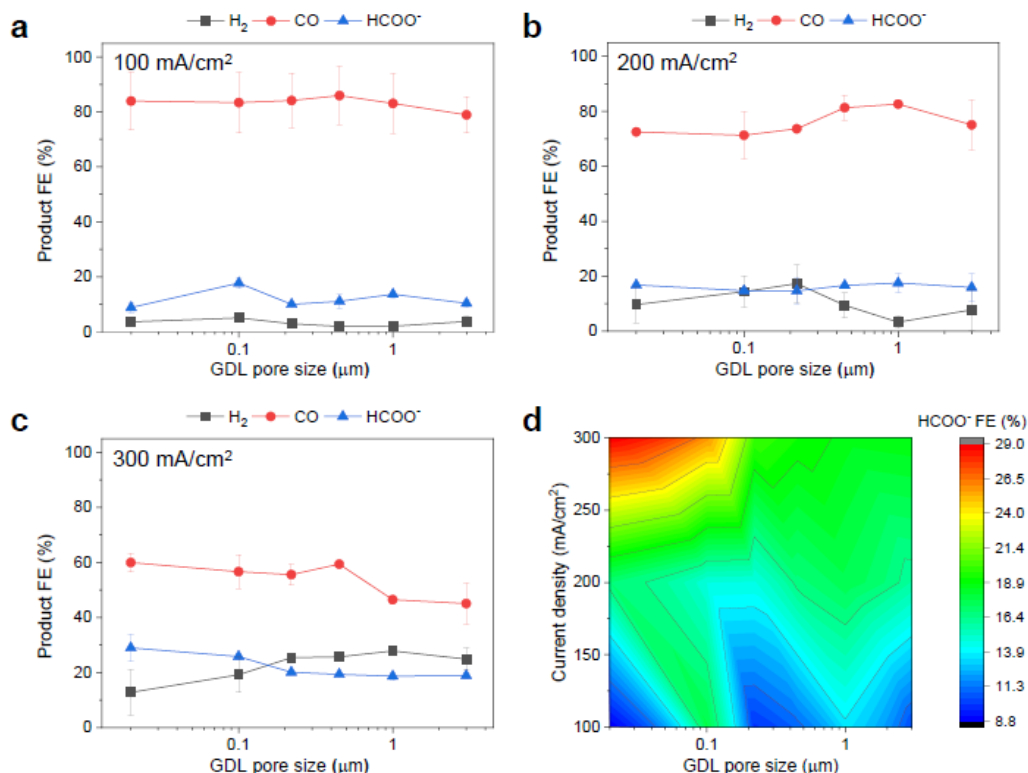 a
H₂ CO HCOO⁻
100 mA/cm²
Product FE (%)
100
80
60
40
20
0
0.1 1
GDL pore size (μm)
b
H₂ CO HCOO⁻
200 mA/cm²
Product FE (%)
100
80
60
40
20
0
0.1 1
GDL pore size (μm)
c
H₂ CO HCOO⁻
300 mA/cm²
Product FE (%)
100
80
60
40
20
0
0.1 1
GDL pore size (μm)
d
HCOO⁻ FE (%)
Current density (mA/cm²)
300
250
200
150
100
0.1 1
GDL pore size (μm)
29.0
26.5
24.0
21.4
18.9
16.4
13.9
11.3
8.8